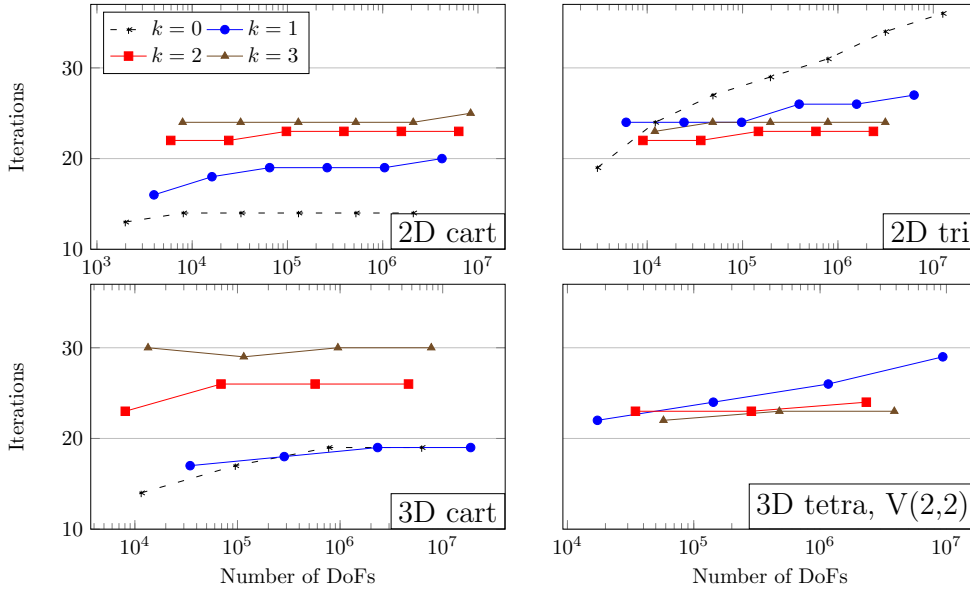 k = 0 k = 1
k = 2 k = 3
Iterations
30
20
10
10^3 10^4 10^5 10^6 10^7
2D cart
10^4 10^5 10^6 10^7
2D tri
Iterations
30
20
10
10^4 10^5 10^6 10^7
Number of DoFs
3D cart
10^4 10^5 10^6 10^7
Number of DoFs
3D tetra, V(2,2)